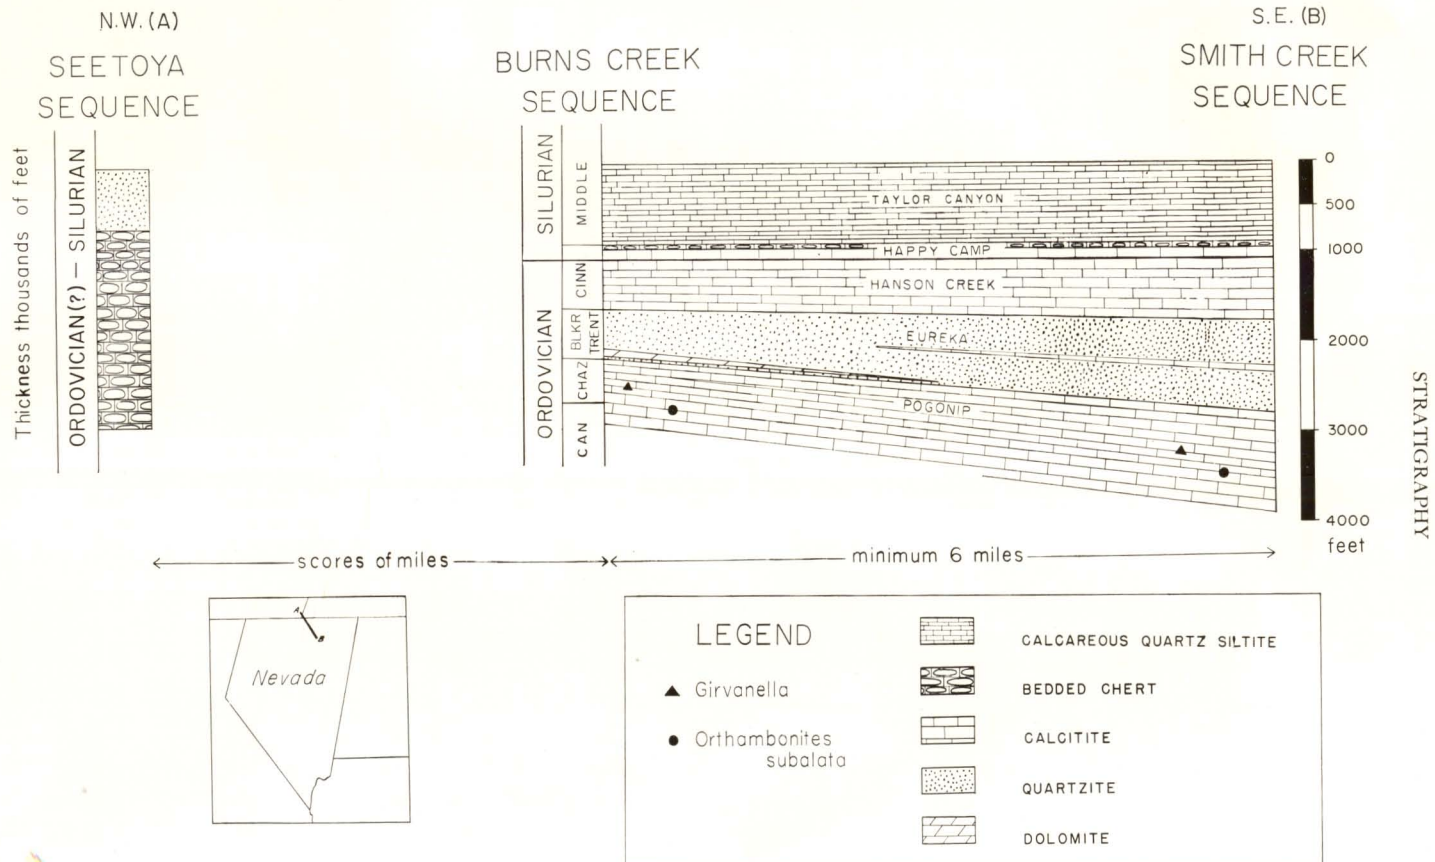 N.W. (A)
SEETOYA
SEQUENCE
BURNS CREEK
SEQUENCE
S.E. (B)
SMITH CREEK
SEQUENCE
Thickness thousands of feet
ORDOVICIAN(?) — SILURIAN
SILURIAN
MIDDLE
ORDOVICIAN
CINN
BLKR
TRENT
CHAZ
CAN
TAYLOR CANYON
HAPPY CAMP
HANSON CREEK
EUREKA
POGONIP
0
500
1000
2000
3000
4000
feet
STRATIGRAPHY
scores of miles
minimum 6 miles
A
B
Nevada
LEGEND
Girvanella
Orthambonites
subalata
CALCAREOUS QUARTZ SILTITE
BEDDED CHERT
CALCITITE
QUARTZITE
DOLOMITE